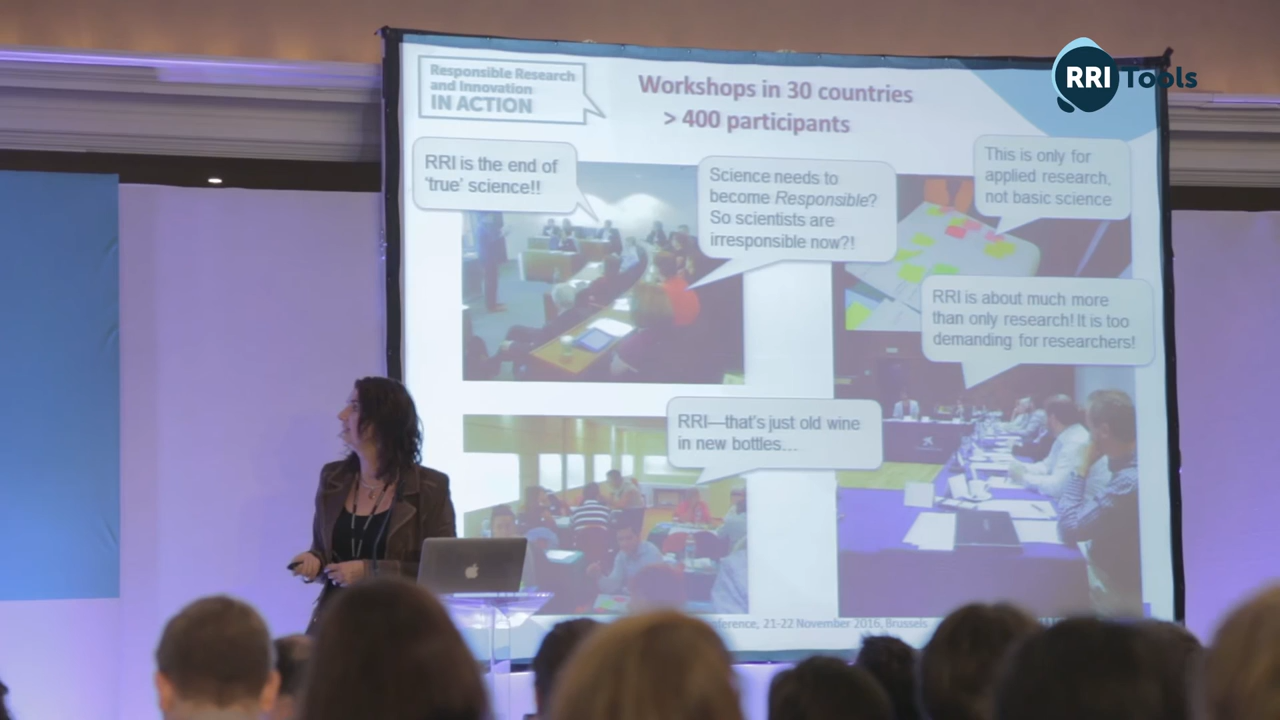 RRI Tools
Responsible Research
and Innovation
IN ACTION
Workshops in 30 countries
> 400 participants
RRI is the end of
'true' science!!
Science needs to
become Responsible?
So scientists are
irresponsible now?!
This is only for
applied research,
not basic science
RRI is about much more
than only research! It is too
demanding for researchers!
RRI—that's just old wine
in new bottles...
21-22 November 2016, Brussels